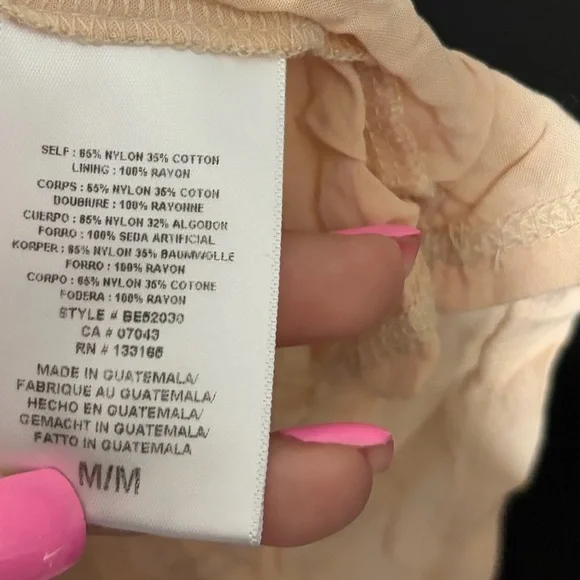 SELF : 65% NYLON 35% COTTON
LINING : 100% RAYON
CORPS : 65% NYLON 35% COTON
DOUBIURE : 100% RAYONNE
CUERPO : 65% NYLON 32% ALGODON
FORRO : 100% SEDA ARTIFICIAL
KORPER : 65% NYLON 35% BAUMWOLLE
FORRO : 100% RAYON
CORPO : 65% NYLON 35% COTONE
FODERA : 100% RAYON
STYLE # BE52030
CA # 07043
RN # 133166
MADE IN GUATEMALA/
FABRIQUE AU GUATEMALA/
HECHO EN GUATEMALA/
GEMACHT IN GUATEMALA/
FATTO IN GUATEMALA
M/M